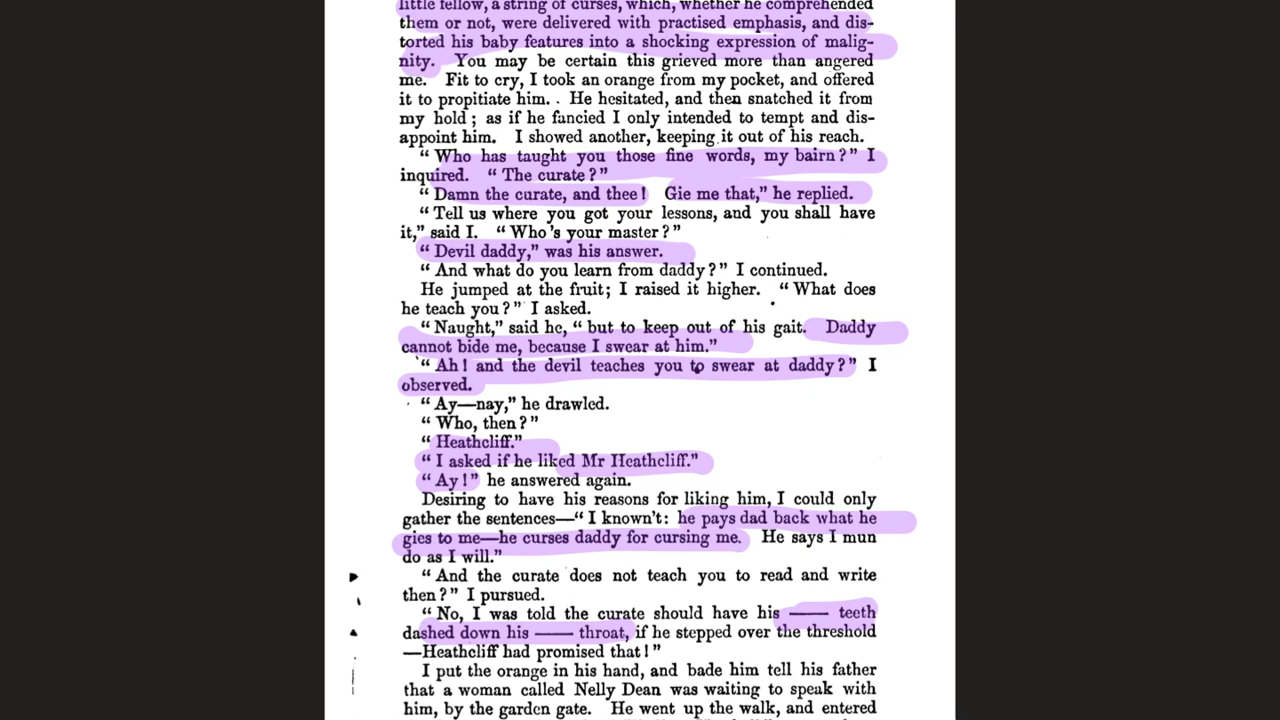 little fellow, a string of curses, which, whether he comprehended
them or not, were delivered with practised emphasis, and dis-
torted his baby features into a shocking expression of malig-
nity. You may be certain this grieved more than angered
me. Fit to cry, I took an orange from my pocket, and offered
it to propitiate him. . He hesitated, and then snatched it from
my hold; as if he fancied I only intended to tempt and dis-
appoint him. I showed another, keeping it out of his reach.
“Who has taught you those fine words, my bairn?” I
inquired. “The curate?”
“Damn the curate, and thee! Gie me that,” he replied.
“Tell us where you got your lessons, and you shall have
it,” said I. “Who's your master?”
“Devil daddy,” was his answer.
“And what do you learn from daddy?” I continued.
He jumped at the fruit; I raised it higher. “What does
he teach you?” I asked.
“Naught,” said he, “but to keep out of his gait. Daddy
cannot bide me, because I swear at him.”
“Ah! and the devil teaches you to swear at daddy?” I
observed.
“Ay—nay,” he drawled.
“Who, then?”
“Heathcliff.”
“I asked if he liked Mr Heathcliff.”
“Ay!” he answered again.
Desiring to have his reasons for liking him, I could only
gather the sentences—“I known't: he pays dad back what he
gies to me—he curses daddy for cursing me. He says I mun
do as I will.”
“And the curate does not teach you to read and write
then?” I pursued.
“No, I was told the curate should have his —— teeth
dashed down his —— throat, if he stepped over the threshold
—Heathcliff had promised that!”
I put the orange in his hand, and bade him tell his father
that a woman called Nelly Dean was waiting to speak with
him, by the garden gate. He went up the walk, and entered